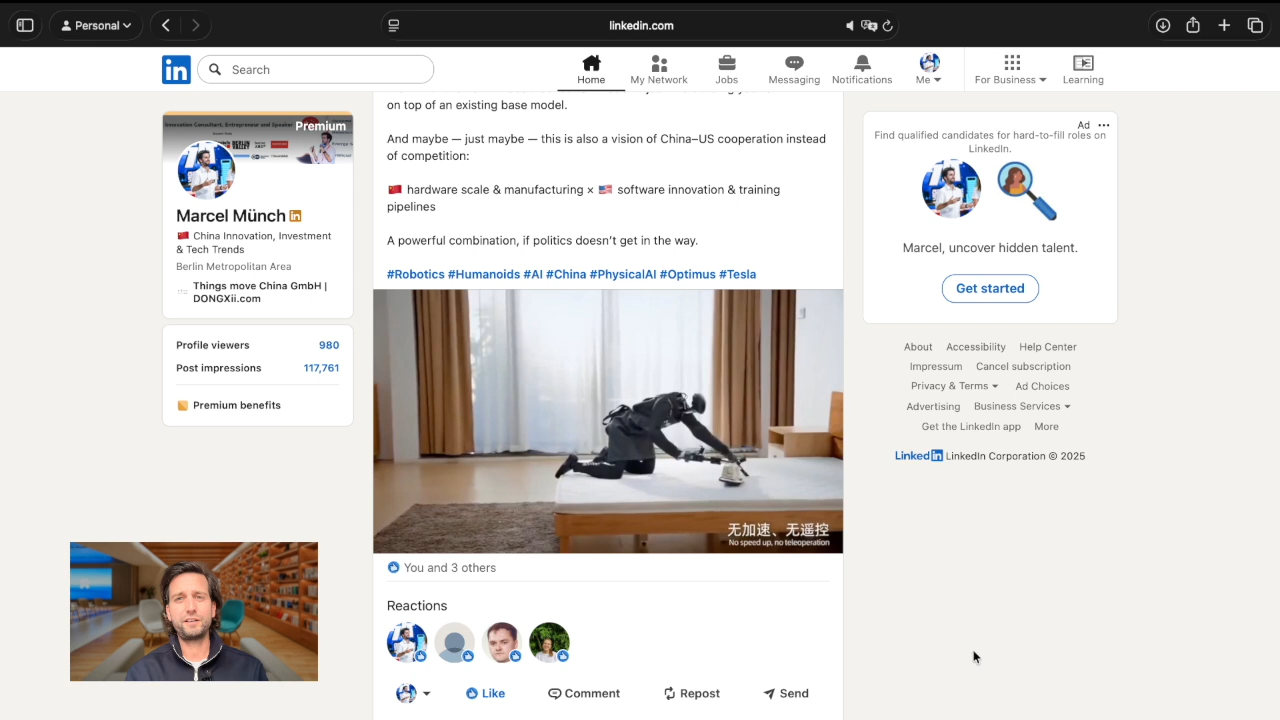 Personal
linkedin.com
in
Search
Home
My Network
Jobs
Messaging
Notifications
Me
For Business
Learning
Premium
Marcel Münch in
🇨🇳 China Innovation, Investment
& Tech Trends
Berlin Metropolitan Area
Things move China GmbH |
DONGXii.com
Profile viewers 980
Post impressions 117,761
Premium benefits
on top of an existing base model.
And maybe — just maybe — this is also a vision of China–US cooperation instead
of competition:
🇨🇳 hardware scale & manufacturing × 🇺🇸 software innovation & training
pipelines
A powerful combination, if politics doesn’t get in the way.
#Robotics #Humanoids #AI #China #PhysicalAI #Optimus #Tesla
无加速、无遥控
No speed up, no teleoperation
You and 3 others
Reactions
Like
Comment
Repost
Send
Ad
Find qualified candidates for hard-to-fill roles on
LinkedIn.
Marcel, uncover hidden talent.
Get started
About Accessibility Help Center
Impressum Cancel subscription
Privacy & Terms Ad Choices
Advertising Business Services
Get the LinkedIn app More
Linkedin LinkedIn Corporation © 2025